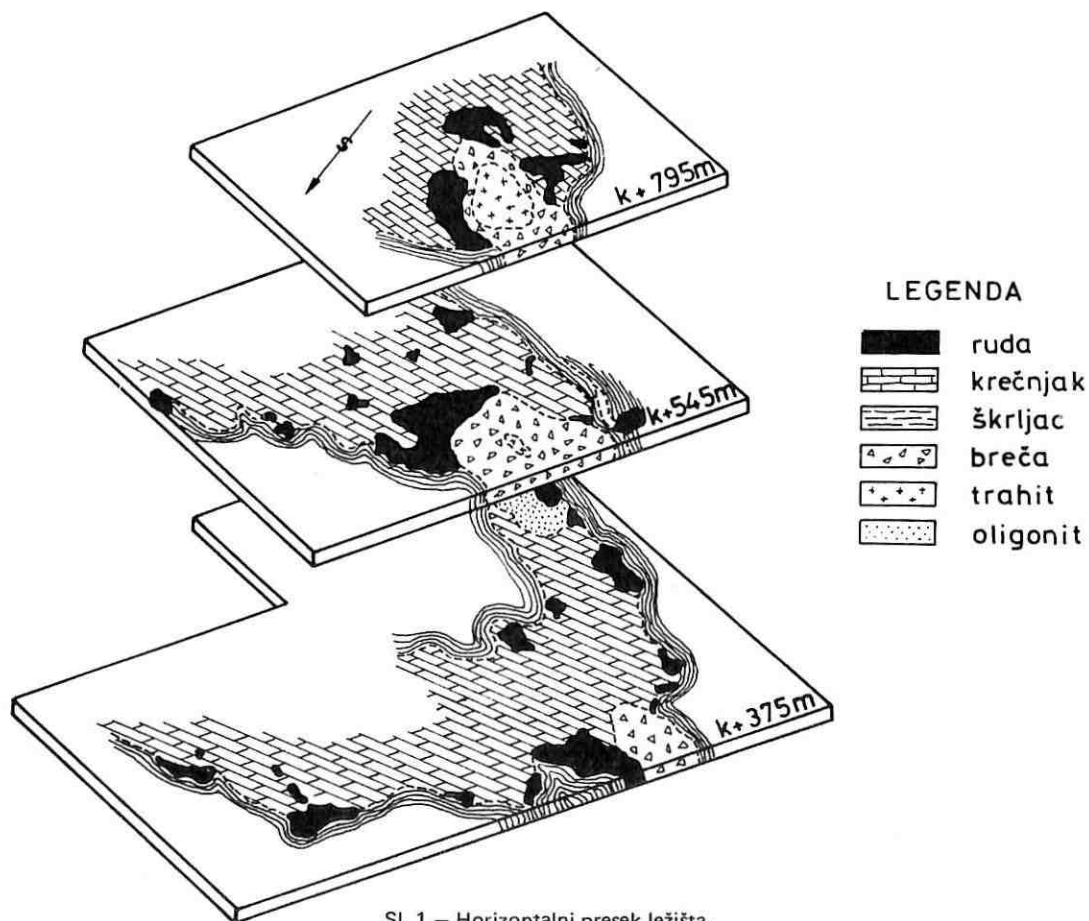 S
k+795m
k+545m
k+375m
LEGENDA
ruda
krečnjak
škrljac
breča
trahit
oligonit
Sl. 1 — Horizontalni presek ležišta